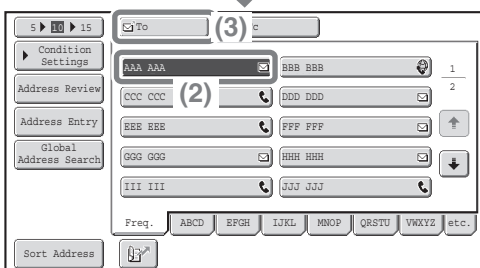 5 10 15
To
(3)
c
Condition
Settings
AAA AAA
BBB BBB
1
2
Address Review
CCC CCC
(2)
DDD DDD
Address Entry
EEE EEE
FFF FFF
Global
Address Search
GGG GGG
HHH HHH
III III
JJJ JJJ
Freq.
ABCD
EFGH
IJKL
MNOP
QRSTU
VWXYZ
etc.
Sort Address